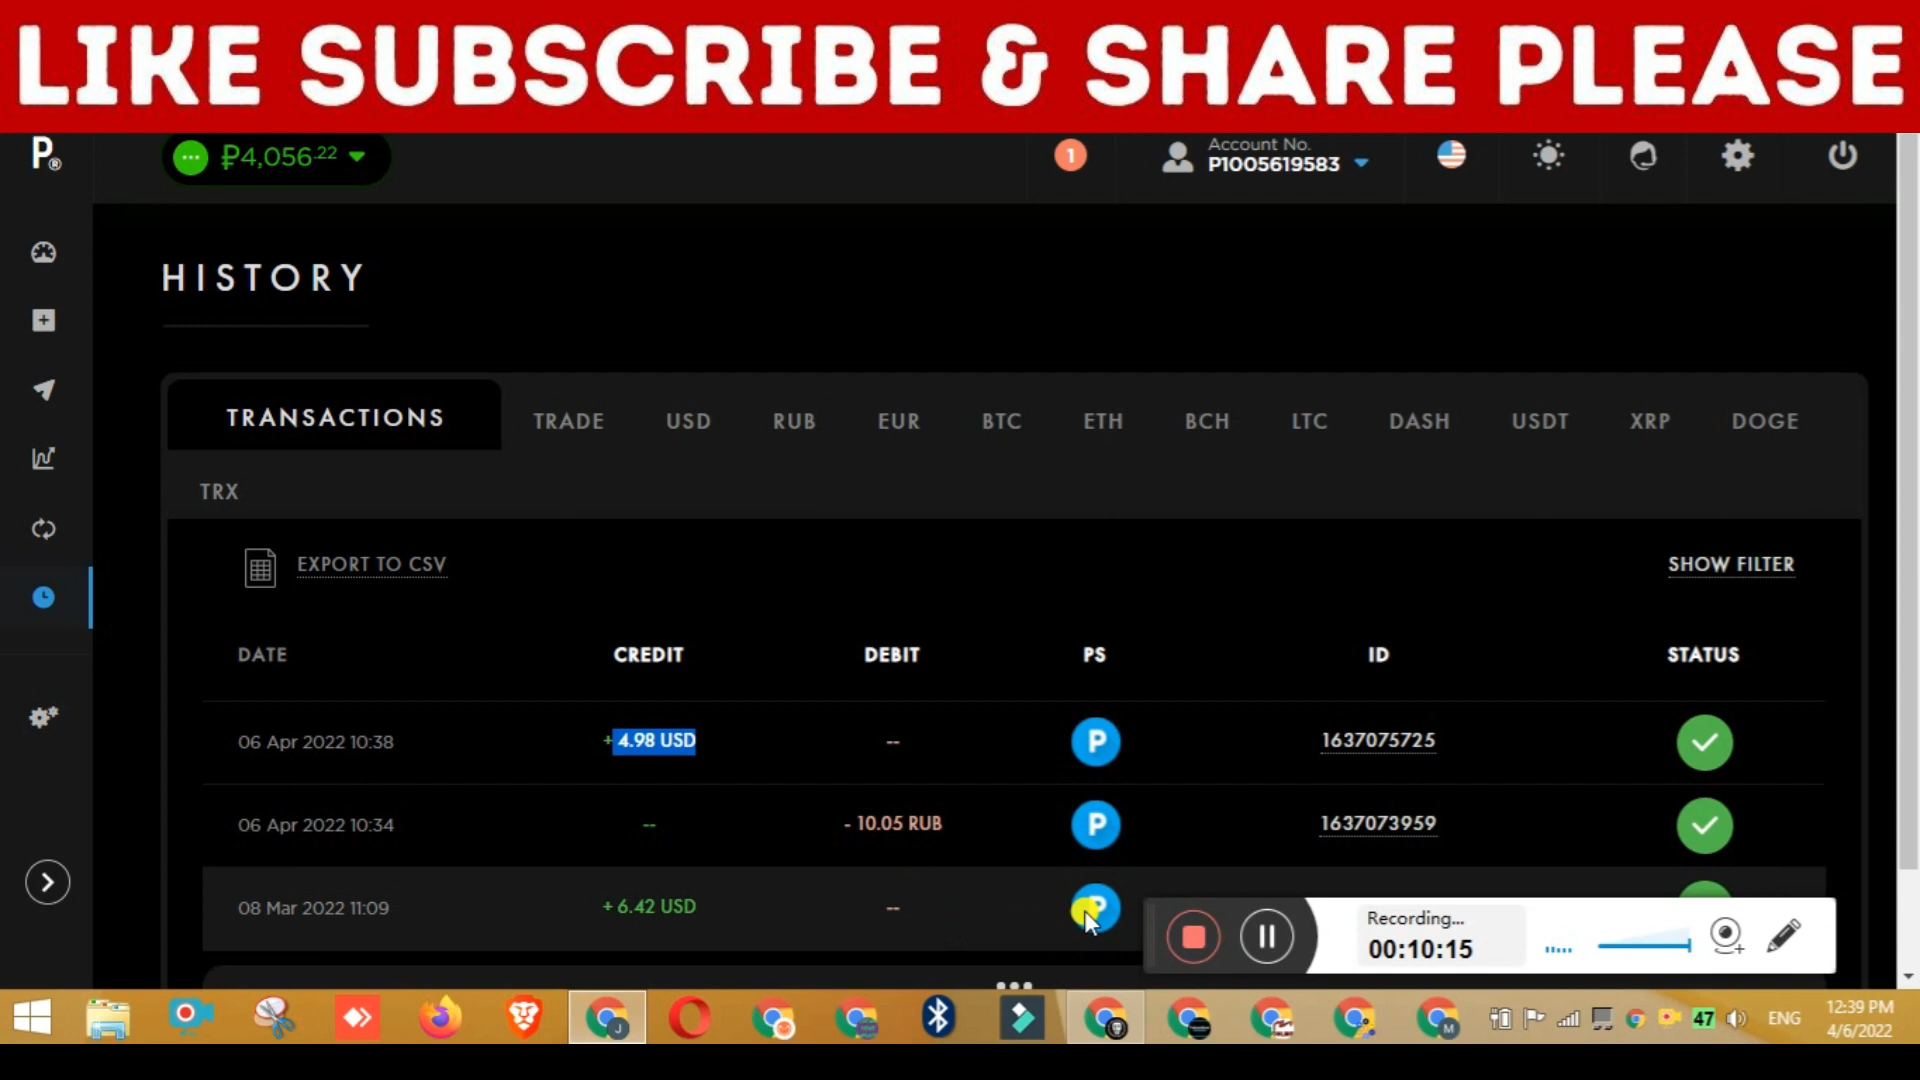 LIKE SUBSCRIBE & SHARE PLEASE
P®
₽4,056.22
1
Account No.
P1005619583
HISTORY
TRANSACTIONS TRADE USD RUB EUR BTC ETH BCH LTC DASH USDT XRP DOGE
TRX
EXPORT TO CSV
SHOW FILTER
DATE CREDIT DEBIT PS ID STATUS
06 Apr 2022 10:38 + 4.98 USD -- P 1637075725
06 Apr 2022 10:34 -- - 10.05 RUB P 1637073959
08 Mar 2022 11:09 + 6.42 USD -- P
Recording...
00:10:15
J
M
47
ENG
12:39 PM
4/6/2022